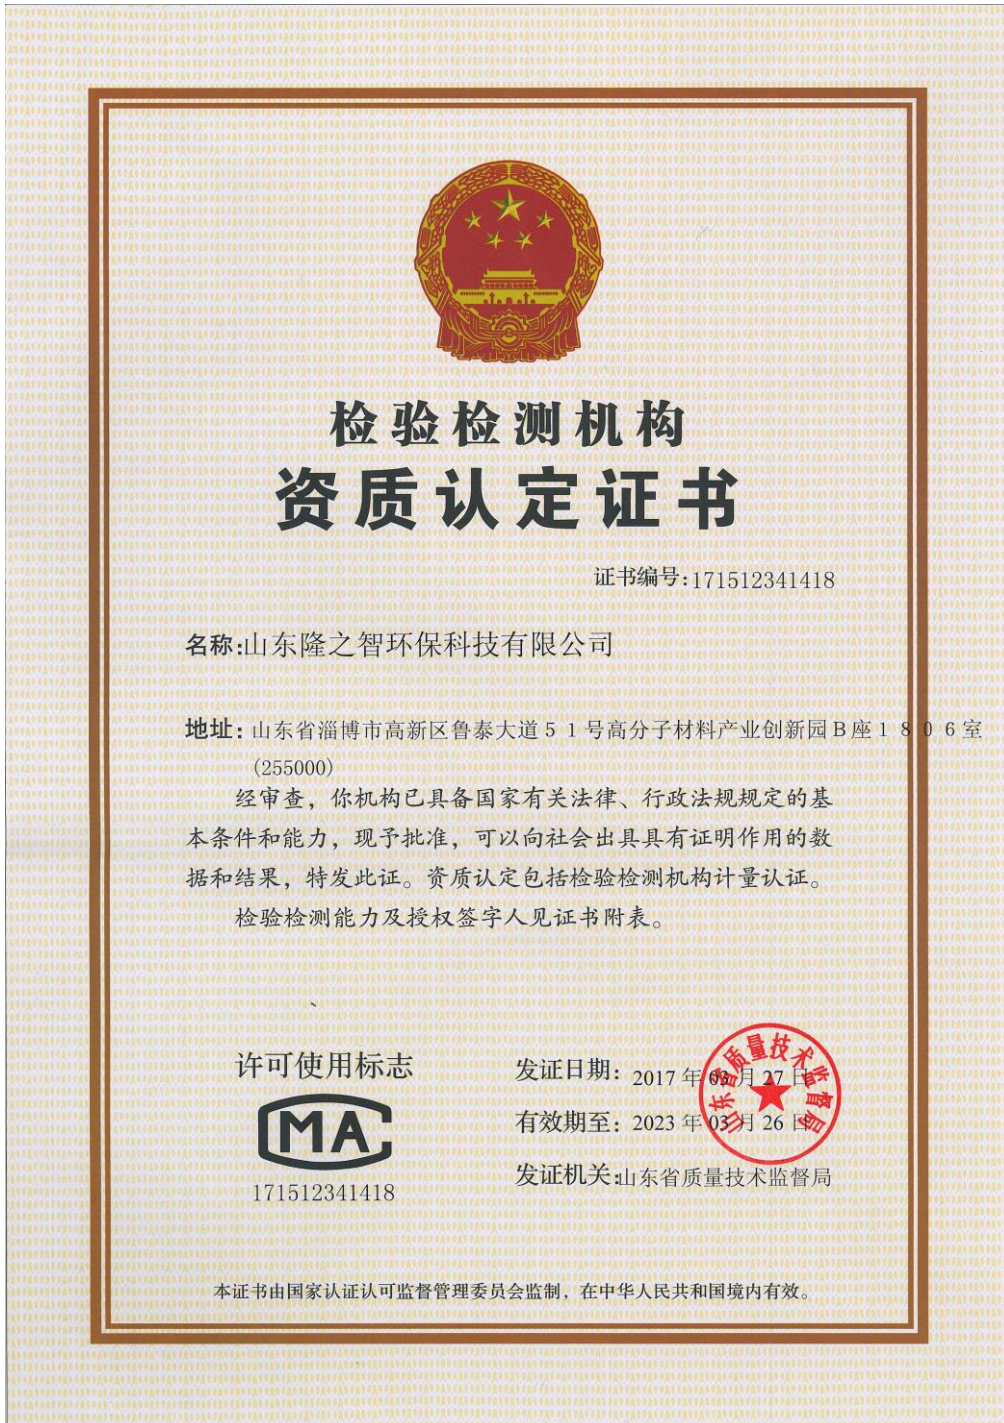 检验检测机构
资质认定证书
证书编号:171512341418
名称:山东隆之智环保科技有限公司
地址:山东省淄博市高新区鲁泰大道51号高分子材料产业创新园B座1806室
(255000)
经审查，你机构已具备国家有关法律、行政法规规定的基
本条件和能力，现予批准，可以向社会出具具有证明作用的数
据和结果，特发此证。资质认定包括检验检测机构计量认证。
检验检测能力及授权签字人见证书附表。
许可使用标志
MA
171512341418
发证日期：2017年03月27日
有效期至：2023年03月26日
发证机关:山东省质量技术监督局
山东省质量技术监督局
本证书由国家认证认可监督管理委员会监制，在中华人民共和国境内有效。